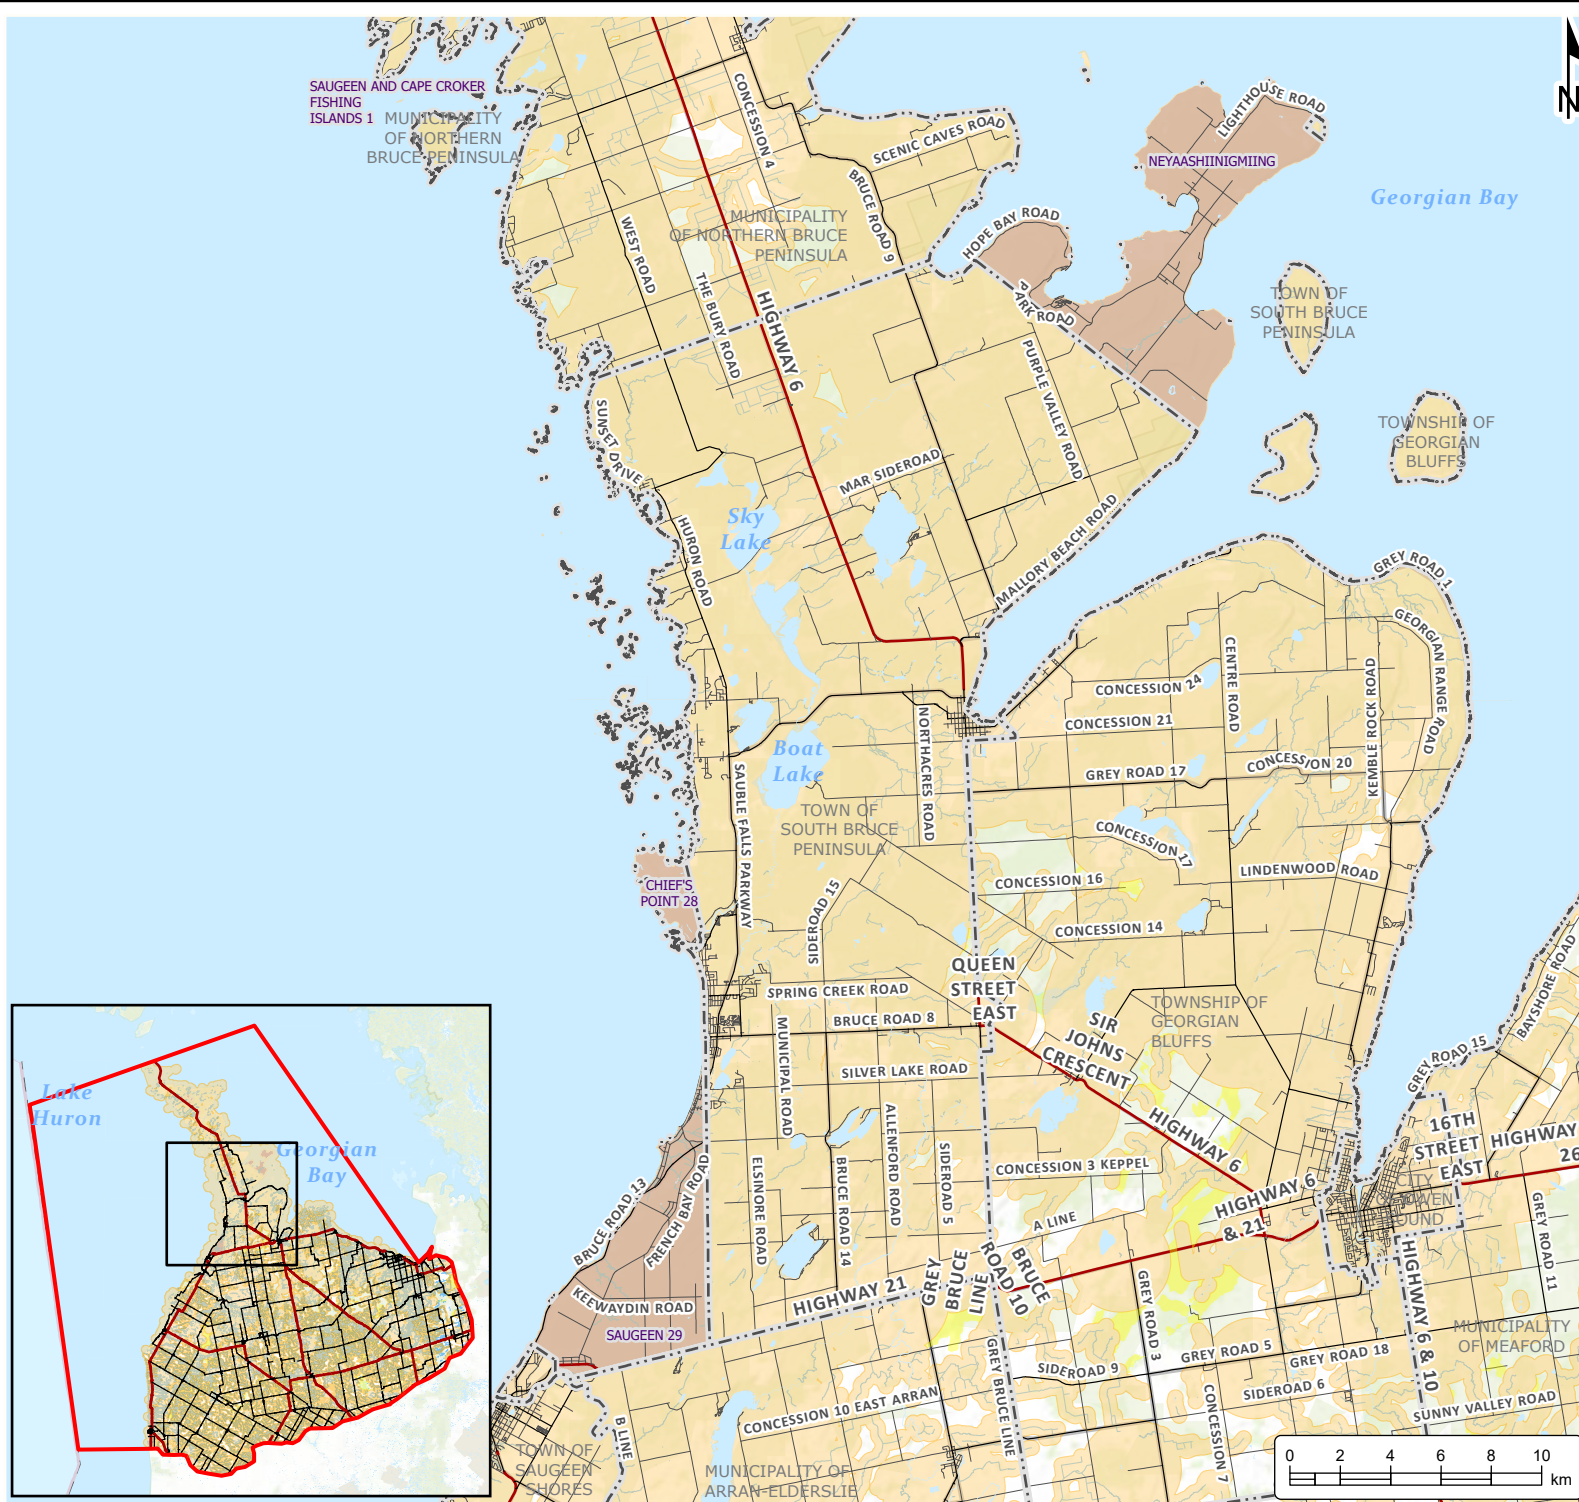 SAUGEEN AND CAPE CROKER
FISHING
ISLANDS 1
MUNICIPALITY
OF NORTHERN
BRUCE PENINSULA
CONCESSION 4
SCENIC CAVES ROAD
LIGHTHOUSE ROAD
N
NEYAASHIINIGMIING
Georgian Bay
BRUCE ROAD 9
WEST ROAD
MUNICIPALITY
OF NORTHERN BRUCE
PENINSULA
HOPE BAY ROAD
THE BURY ROAD
HIGHWAY 6
PARK ROAD
TOWN OF
SOUTH BRUCE
PENINSULA
PURPLE VALLEY ROAD
SUNSET DRIVE
MAR SIDEROAD
TOWNSHIP OF
GEORGIAN
BLUFFS
Sky
Lake
HURON ROAD
MALLORY BEACH ROAD
GREY ROAD 1
GEORGIAN RANGE ROAD
CENTRE ROAD
KEMBLE ROCK ROAD
CONCESSION 24
CONCESSION 21
NORTHACRES ROAD
Boat
Lake
GREY ROAD 17
CONCESSION 20
SAUBLE FALLS PARKWAY
TOWN OF
SOUTH BRUCE
PENINSULA
CONCESSION 17
LINDENWOOD ROAD
CONCESSION 16
CHIEF'S
POINT 28
SIDEROAD 15
CONCESSION 14
QUEEN
STREET
EAST
SPRING CREEK ROAD
BRUCE ROAD 8
MUNICIPAL ROAD
SIR
JOHNS
CRESCENT
TOWNSHIP OF
GEORGIAN
BLUFFS
BAYSHORE ROAD
GREY ROAD 15
SILVER LAKE ROAD
ALLENFORD ROAD
HIGHWAY 6
16TH
STREET
EAST
HIGHWAY
26
SIDEROAD 5
CONCESSION 3 KEPPEL
ELSINORE ROAD
BRUCE ROAD 14
BRUCE ROAD 13
FRENCH BAY ROAD
HIGHWAY 6
& 21
CITY
OF OWEN
SOUND
A LINE
GREY ROAD 11
GREY
BRUCE
LINE
BRUCE
ROAD 10
HIGHWAY 21
KEEWAYDIN ROAD
SAUGEEN 29
GREY ROAD 3
HIGHWAY 6 & 10
MUNICIPALITY
OF MEAFORD
GREY BRUCE LINE
GREY ROAD 5
GREY ROAD 18
SIDEROAD 9
SIDEROAD 6
CONCESSION 7
SUNNY VALLEY ROAD
CONCESSION 10 EAST ARRAN
B LINE
TOWN OF
SAUGEEN
SHORES
MUNICIPALITY OF
ARRAN-ELDERSLIE
0 2 4 6 8 10
km
Lake
Huron
Georgian
Bay